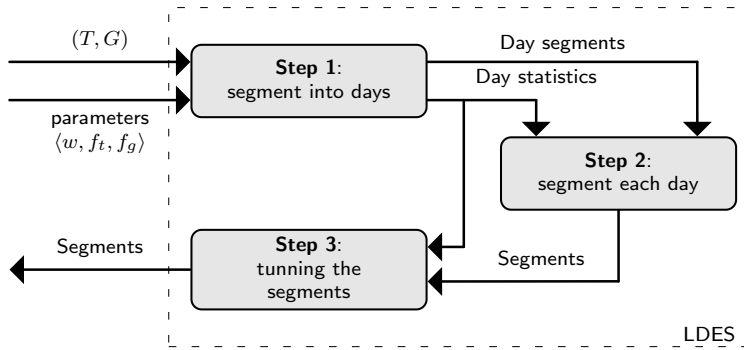 (T, G)
parameters
⟨w, f_t, f_g⟩
Step 1:
segment into days
Day segments
Day statistics
Step 2:
segment each day
Segments
Step 3:
tunning the
segments
Segments
LDES